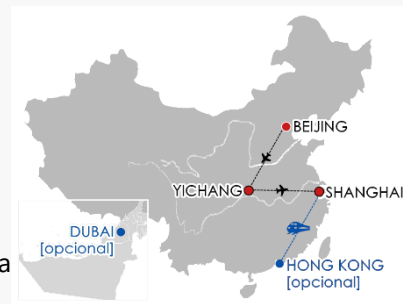 BEIJING
YICHANG
SHANGHAI
DUBAI
[opcional]
a
HONG KONG
[opcional]